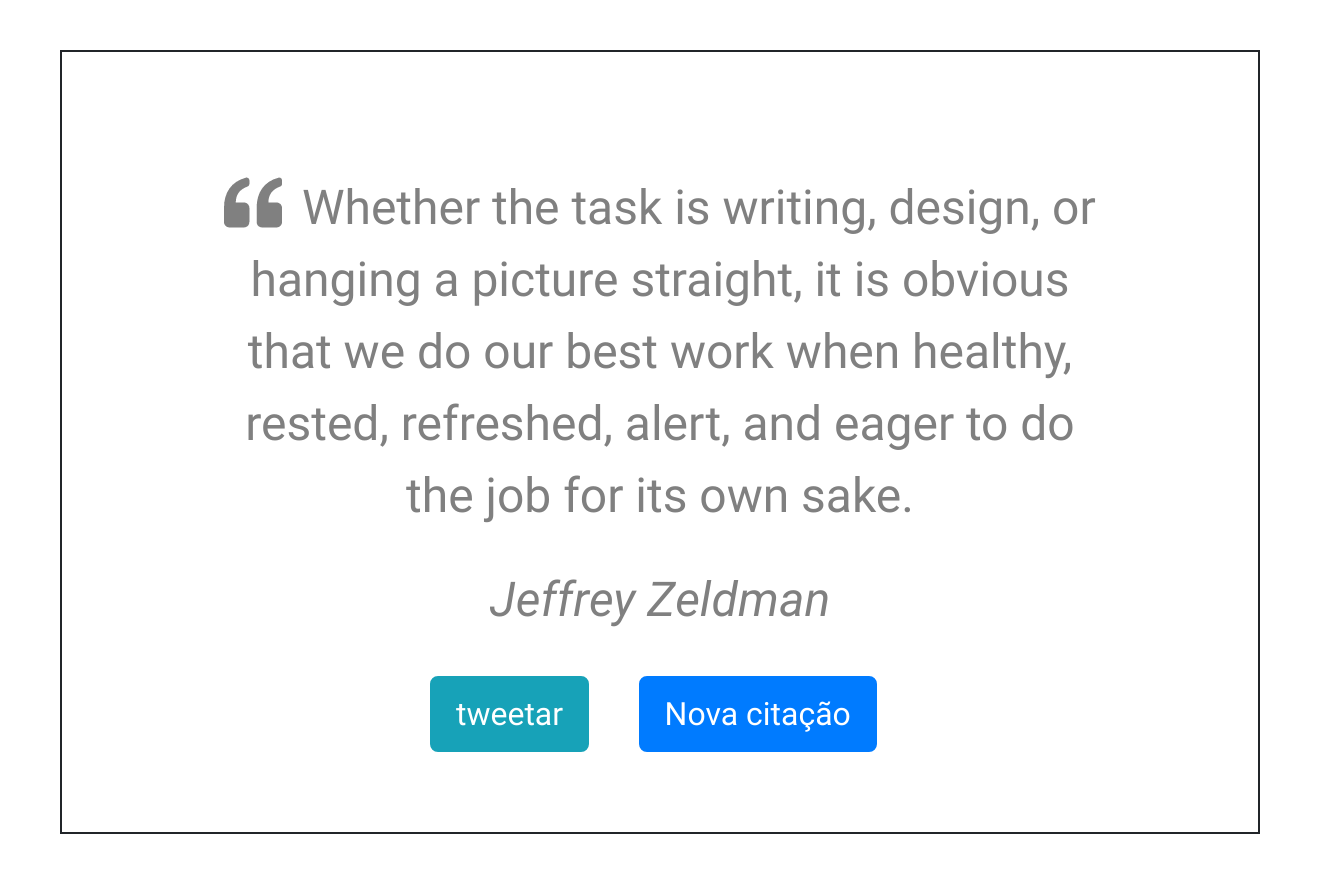 “ Whether the task is writing, design, or
hanging a picture straight, it is obvious
that we do our best work when healthy,
rested, refreshed, alert, and eager to do
the job for its own sake.
Jeffrey Zeldman
tweetar
Nova citação